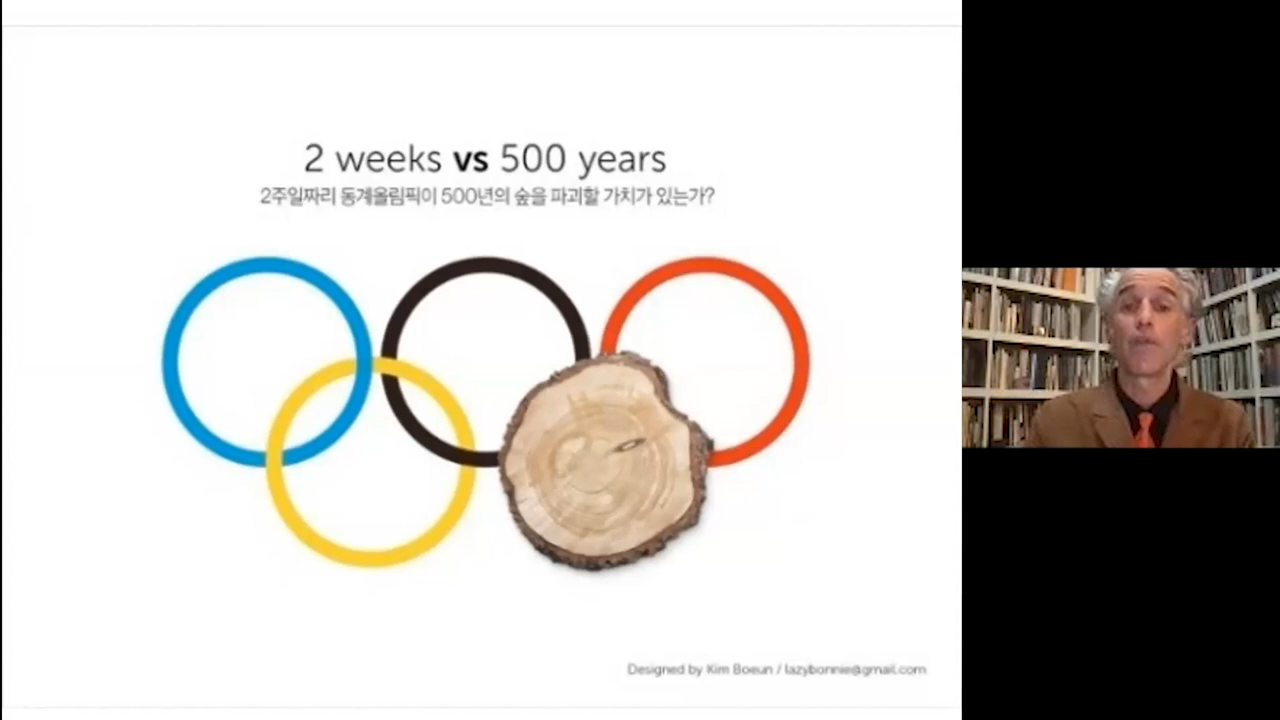 2 weeks vs 500 years
2주일짜리 동계올림픽이 500년의 숲을 파괴할 가치가 있는가?
Designed by Kim Boeun / lazybonnie@gmail.com